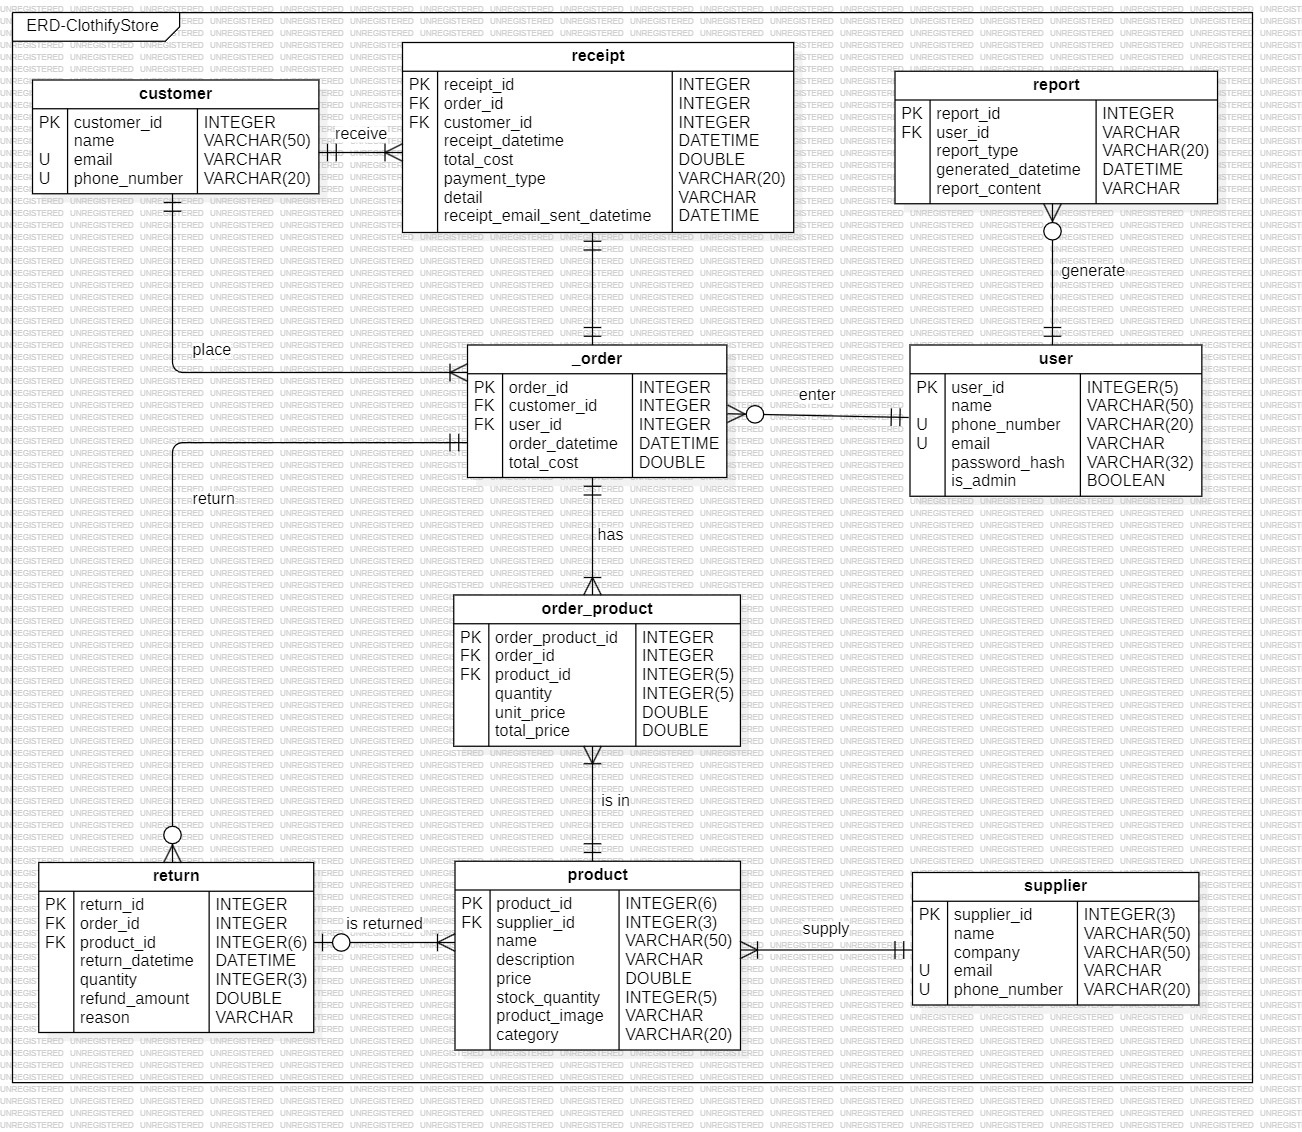 ERD-ClothifyStore
customer
PK customer_id INTEGER
name VARCHAR(50)
U email VARCHAR
U phone_number VARCHAR(20)
receive
receipt
PK receipt_id INTEGER
FK order_id INTEGER
FK customer_id INTEGER
receipt_datetime DATETIME
total_cost DOUBLE
payment_type VARCHAR(20)
detail VARCHAR
receipt_email_sent_datetime DATETIME
report
PK report_id INTEGER
FK user_id VARCHAR
report_type VARCHAR(20)
generated_datetime DATETIME
report_content VARCHAR
generate
place
_order
PK order_id INTEGER
FK customer_id INTEGER
FK user_id INTEGER
order_datetime DATETIME
total_cost DOUBLE
enter
user
PK user_id INTEGER(5)
name VARCHAR(50)
U phone_number VARCHAR(20)
U email VARCHAR
password_hash VARCHAR(32)
is_admin BOOLEAN
return
has
order_product
PK order_product_id INTEGER
FK order_id INTEGER
FK product_id INTEGER(5)
quantity INTEGER(5)
unit_price DOUBLE
total_price DOUBLE
is in
return
PK return_id INTEGER
FK order_id INTEGER
FK product_id INTEGER(6)
return_datetime DATETIME
quantity INTEGER(3)
refund_amount DOUBLE
reason VARCHAR
is returned
product
PK product_id INTEGER(6)
FK supplier_id INTEGER(3)
name VARCHAR(50)
description VARCHAR
price DOUBLE
stock_quantity INTEGER(5)
product_image VARCHAR
category VARCHAR(20)
supply
supplier
PK supplier_id INTEGER(3)
name VARCHAR(50)
company VARCHAR(50)
U email VARCHAR
U phone_number VARCHAR(20)
UNREGISTERED